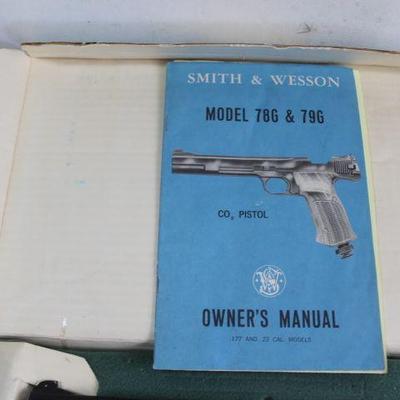 SMITH & WESSON
MODEL 78G & 79G
CO₂ PISTOL
OWNER'S MANUAL
.177 AND .22 CAL. MODELS